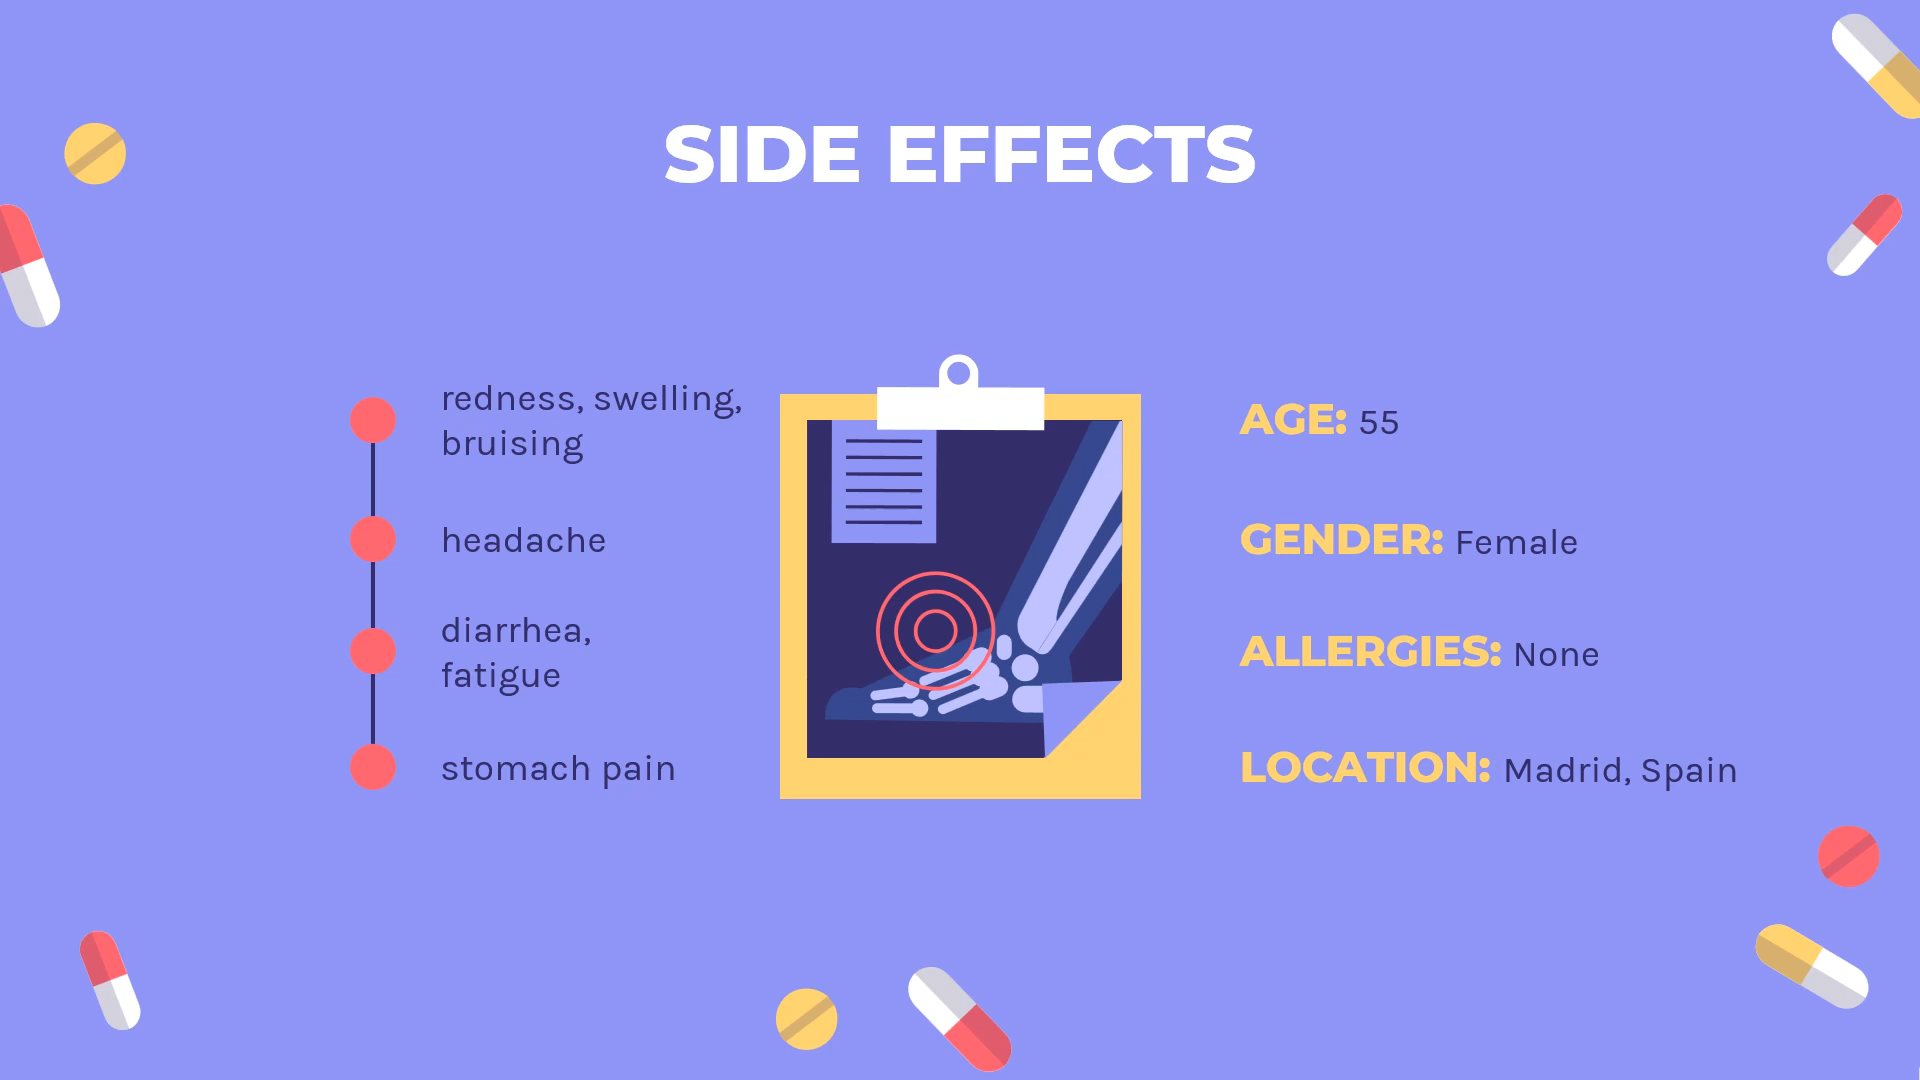 SIDE EFFECTS
redness, swelling,
bruising
headache
diarrhea,
fatigue
stomach pain
AGE: 55
GENDER: Female
ALLERGIES: None
LOCATION: Madrid, Spain